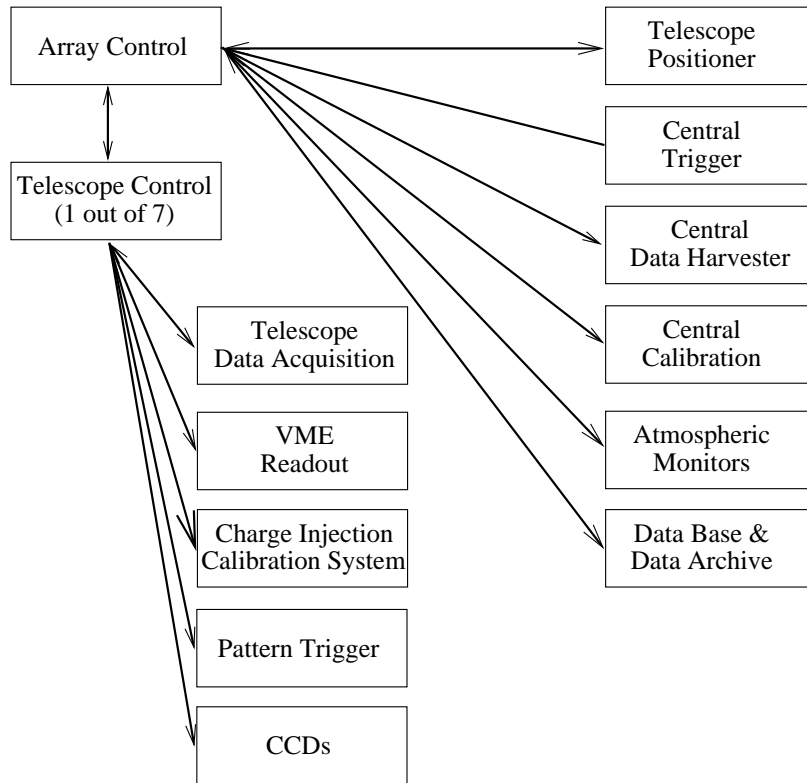 Array Control
Telescope Control
(1 out of 7)
Telescope
Data Acquisition
VME
Readout
Charge Injection
Calibration System
Pattern Trigger
CCDs
Telescope
Positioner
Central
Trigger
Central
Data Harvester
Central
Calibration
Atmospheric
Monitors
Data Base &
Data Archive